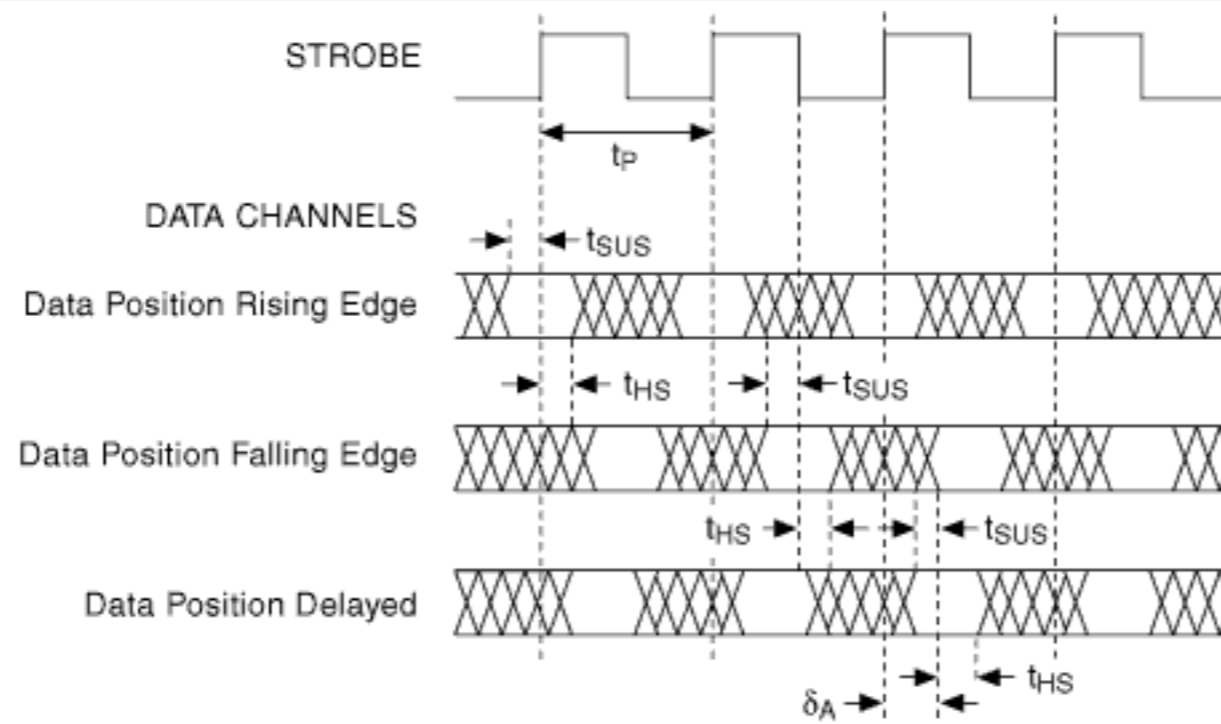 STROBE
tP
DATA CHANNELS
tSUS
Data Position Rising Edge
tHS
tSUS
Data Position Falling Edge
tHS
tSUS
Data Position Delayed
tHS
δA